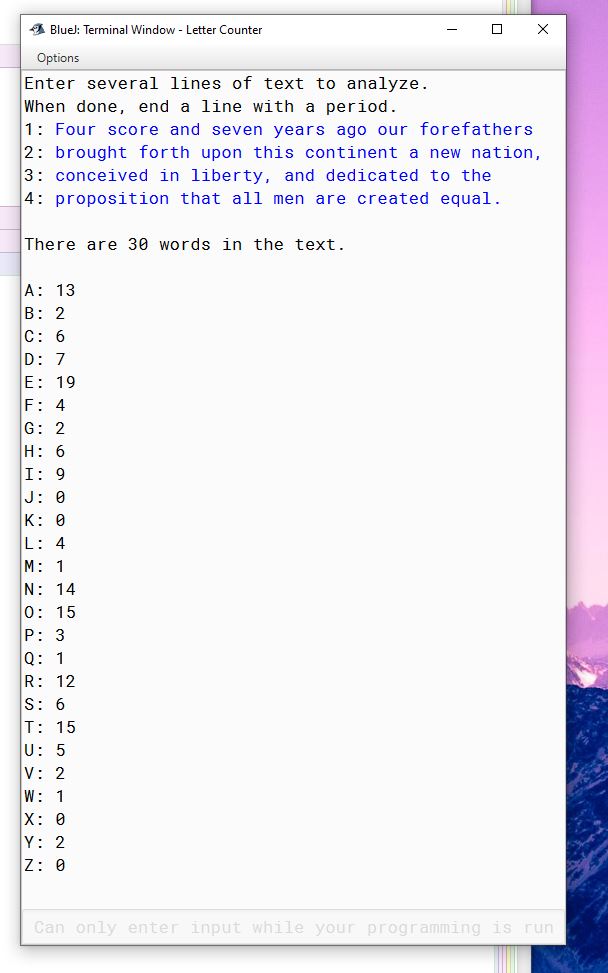 BlueJ: Terminal Window - Letter Counter
Options
Enter several lines of text to analyze.
When done, end a line with a period.
1: Four score and seven years ago our forefathers
2: brought forth upon this continent a new nation,
3: conceived in liberty, and dedicated to the
4: proposition that all men are created equal.
There are 30 words in the text.
A: 13
B: 2
C: 6
D: 7
E: 19
F: 4
G: 2
H: 6
I: 9
J: 0
K: 0
L: 4
M: 1
N: 14
O: 15
P: 3
Q: 1
R: 12
S: 6
T: 15
U: 5
V: 2
W: 1
X: 0
Y: 2
Z: 0
Can only enter input while your programming is run